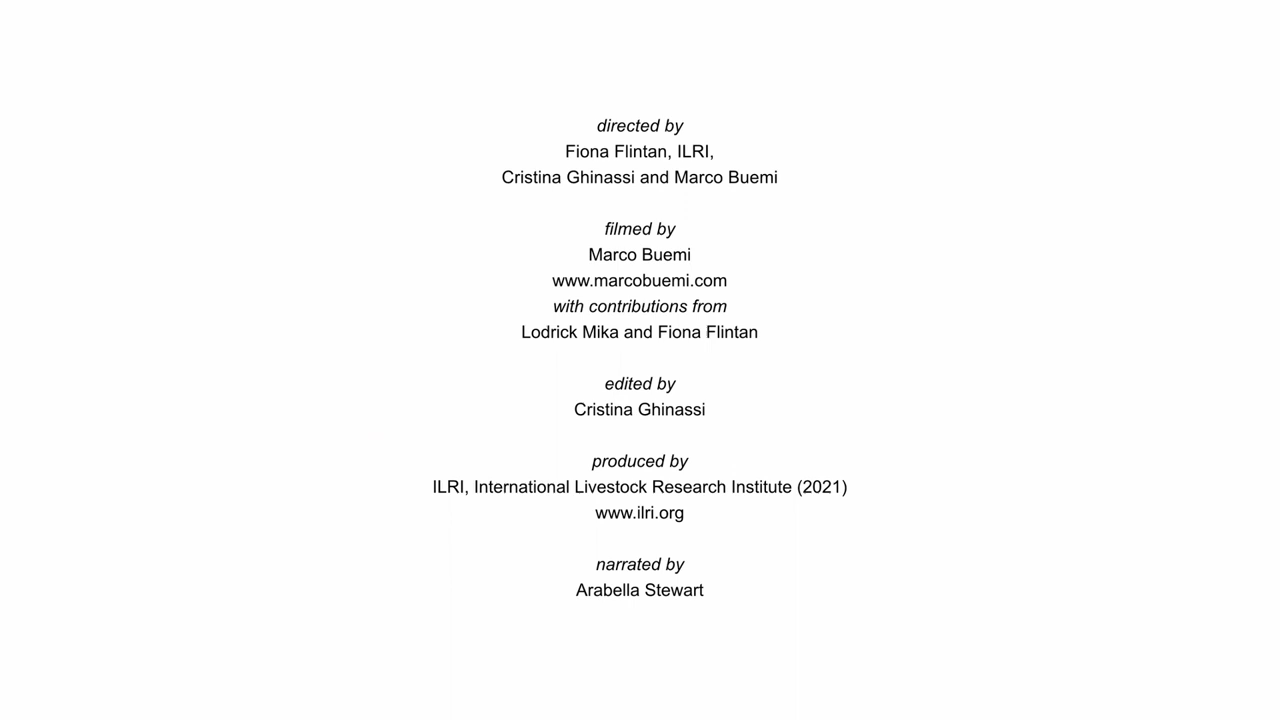 directed by
Fiona Flintan, ILRI,
Cristina Ghinassi and Marco Buemi
filmed by
Marco Buemi
www.marcobuemi.com
with contributions from
Lodrick Mika and Fiona Flintan
edited by
Cristina Ghinassi
produced by
ILRI, International Livestock Research Institute (2021)
www.ilri.org
narrated by
Arabella Stewart